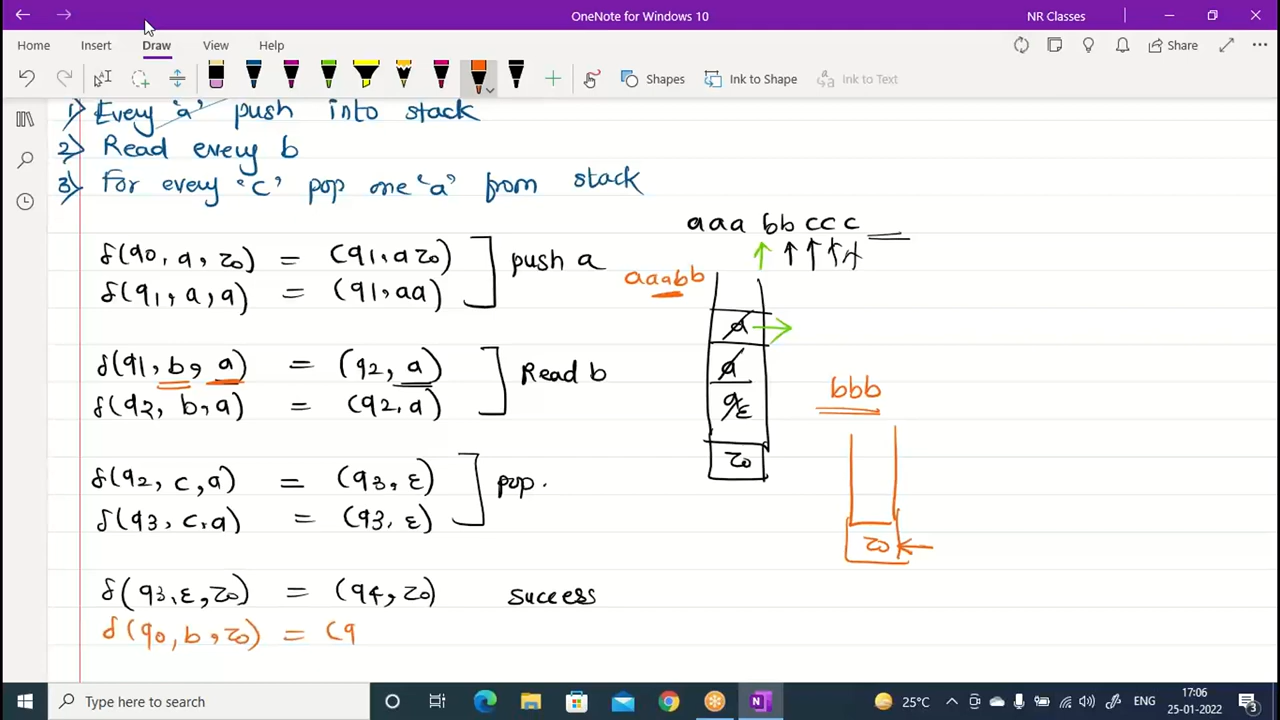 OneNote for Windows 10
NR Classes
Home Insert Draw View Help
Share
Shapes
Ink to Shape
Ink to Text
1) Every 'a' push into stack
2) Read every b
3) For every 'c' pop one 'a' from stack
aaa bb ccc
δ(q0, a, z0) = (q1, a z0)
δ(q1, a, a) = (q1, aa)
push a
aaabb
a
δ(q1, b, a) = (q2, a)
δ(q2, b, a) = (q2, a)
Read b
a
a/ε
z0
bbb
δ(q2, c, a) = (q3, ε)
δ(q3, c, a) = (q3, ε)
pop.
z0
δ(q3, ε, z0) = (q4, z0) success
δ(q0, b, z0) = (q
Type here to search
25°C
ENG
17:06
25-01-2022
3